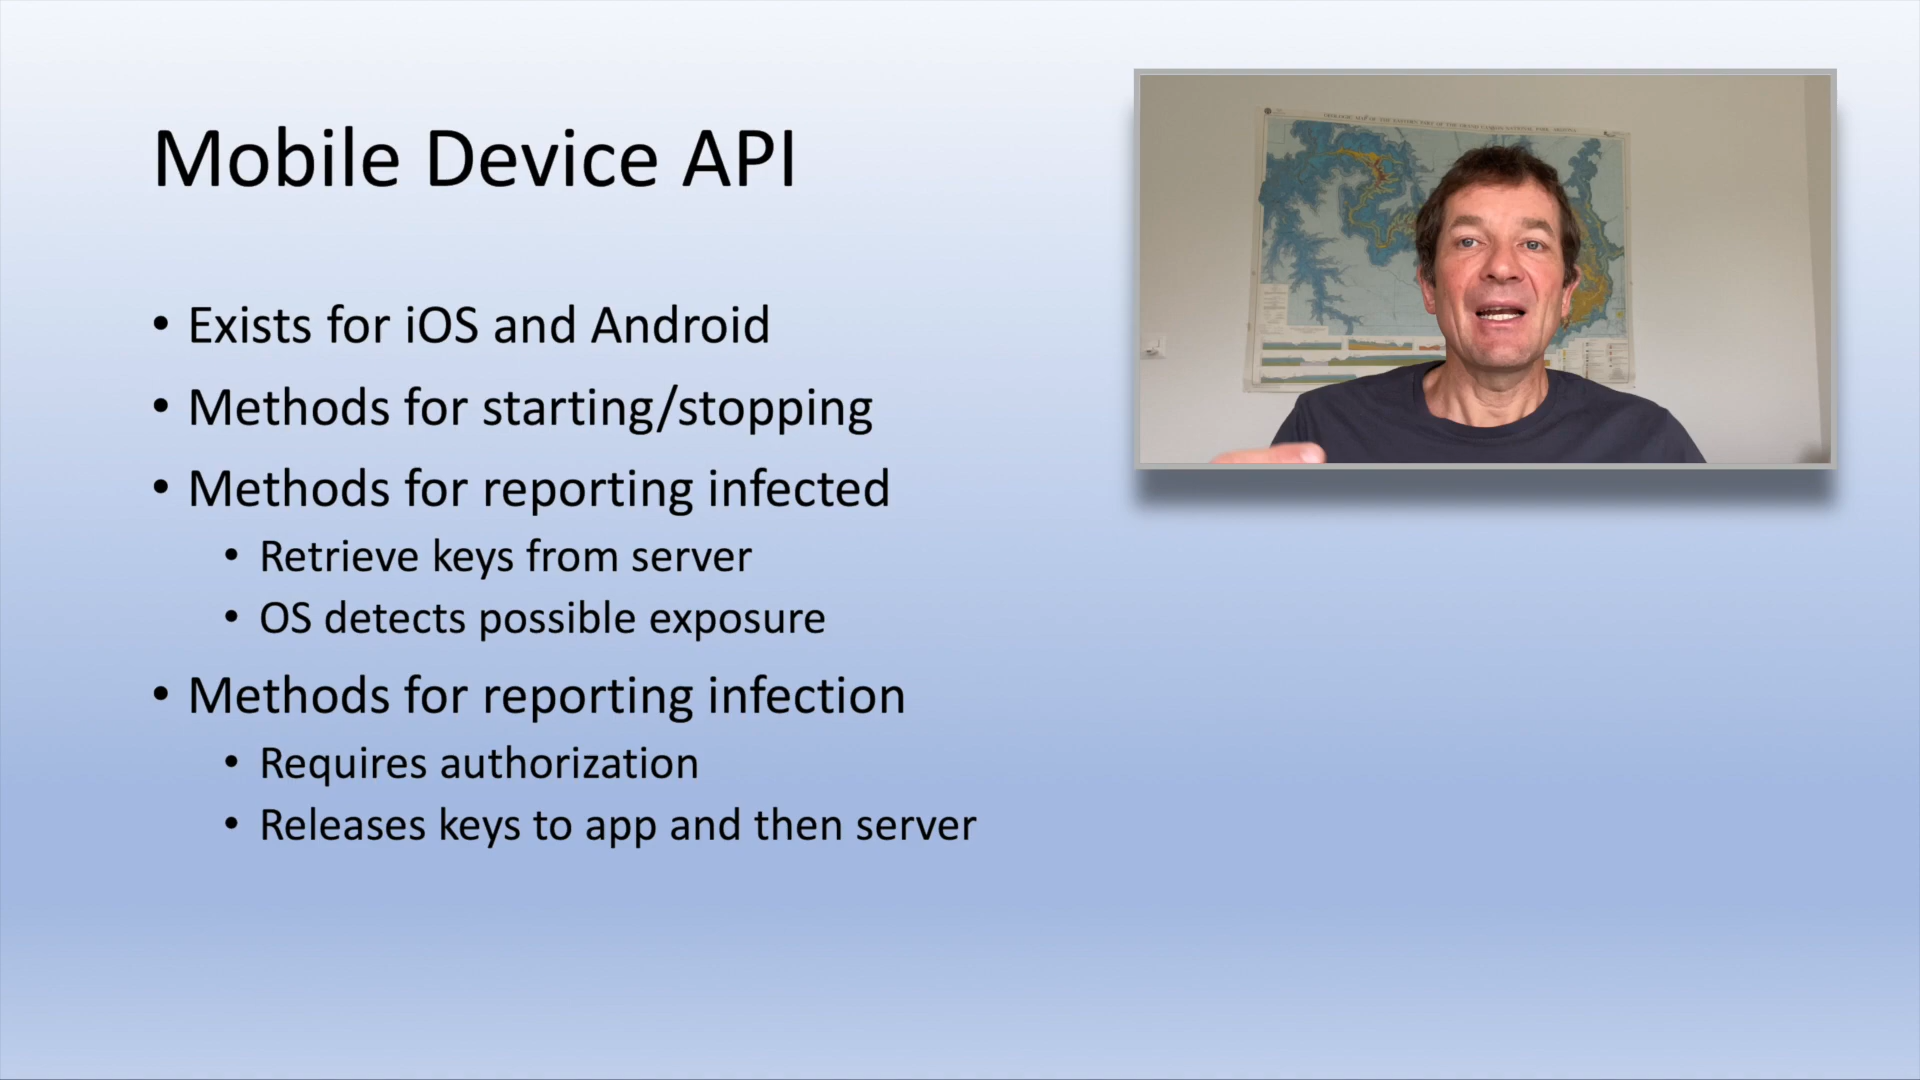 Mobile Device API
• Exists for iOS and Android
• Methods for starting/stopping
• Methods for reporting infected
• Retrieve keys from server
• OS detects possible exposure
• Methods for reporting infection
• Requires authorization
• Releases keys to app and then server